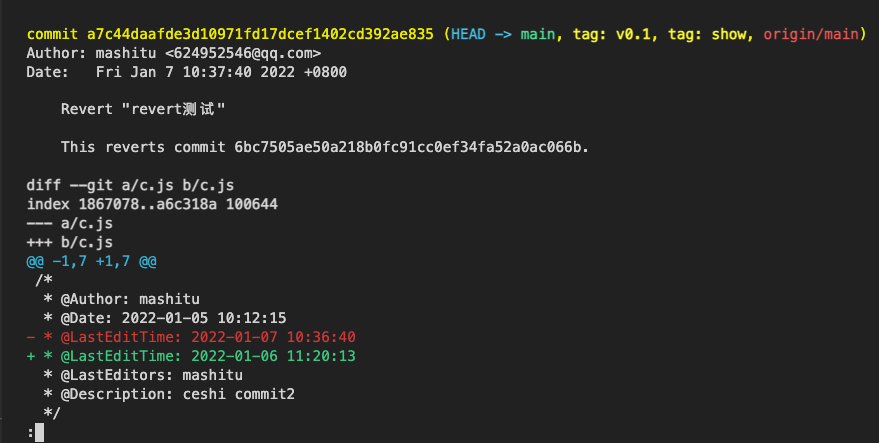 commit a7c44daafde3d10971fd17dcef1402cd392ae835 (HEAD -> main, tag: v0.1, tag: show, origin/main)
Author: mashitu <624952546@qq.com>
Date:   Fri Jan 7 10:37:40 2022 +0800
    Revert "revert测试"
    This reverts commit 6bc7505ae50a218b0fc91cc0ef34fa52a0ac066b.
diff --git a/c.js b/c.js
index 1867078..a6c318a 100644
--- a/c.js
+++ b/c.js
@@ -1,7 +1,7 @@
 /*
  * @Author: mashitu
  * @Date: 2022-01-05 10:12:15
- * @LastEditTime: 2022-01-07 10:36:40
+ * @LastEditTime: 2022-01-06 11:20:13
  * @LastEditors: mashitu
  * @Description: ceshi commit2
  */
: